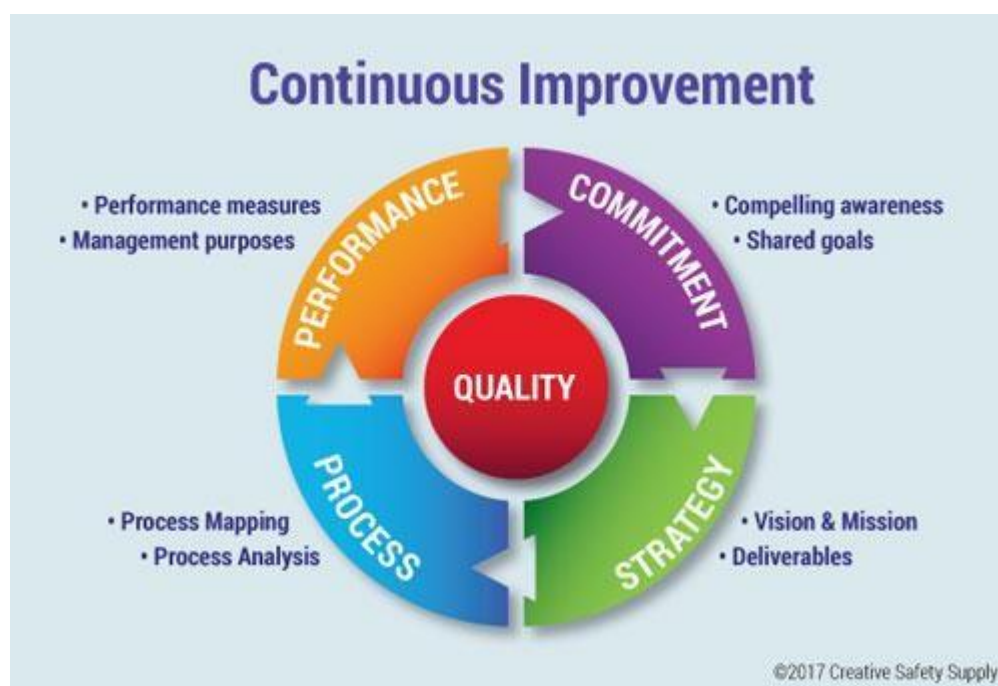 Continuous Improvement
PERFORMANCE
• Performance measures
• Management purposes
COMMITMENT
• Compelling awareness
• Shared goals
QUALITY
PROCESS
• Process Mapping
• Process Analysis
STRATEGY
• Vision & Mission
• Deliverables
©2017 Creative Safety Supply